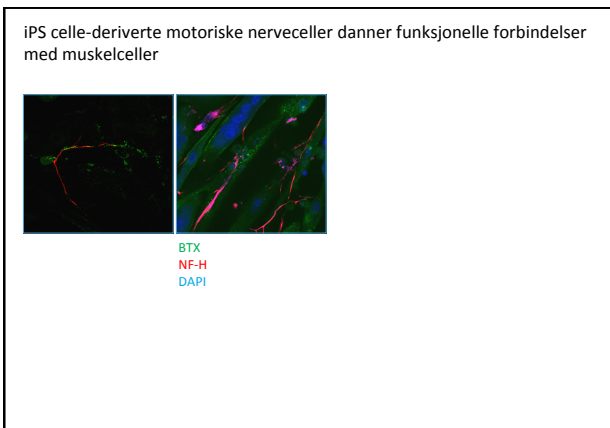 iPS celle-deriverte motoriske nerveceller danner funksjonelle forbindelser
med muskelceller
BTX
NF-H
DAPI